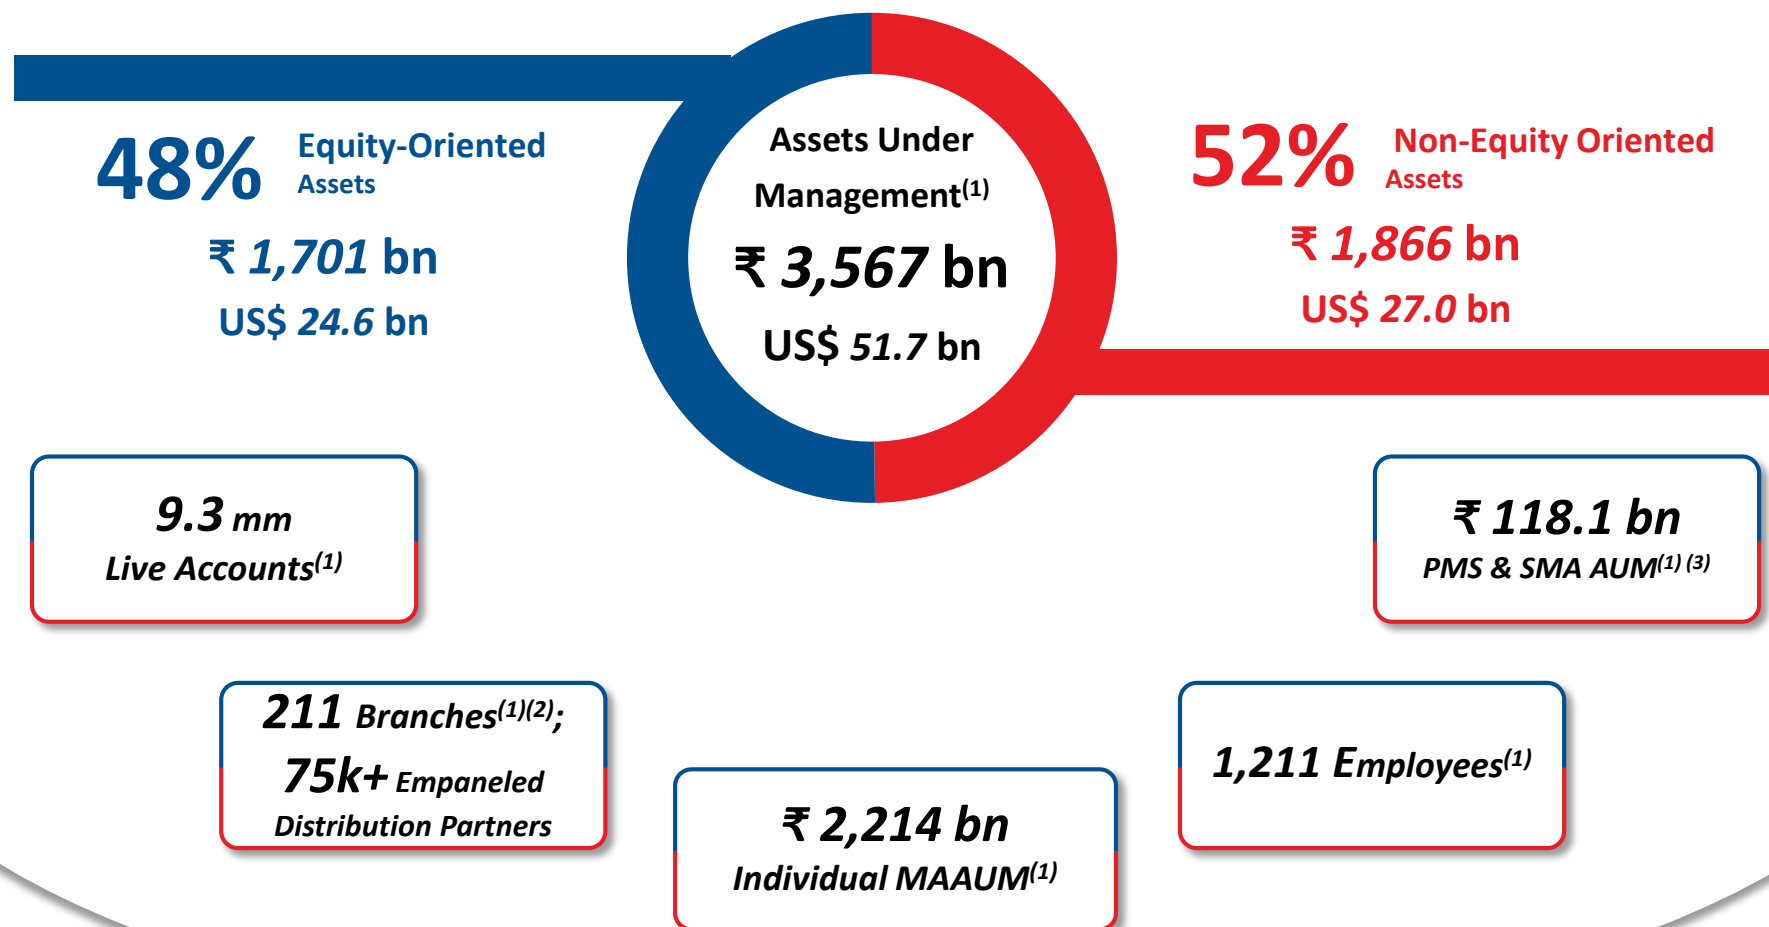 48% Equity-Oriented
Assets
₹ 1,701 bn
US$ 24.6 bn
Assets Under
Management(1)
₹ 3,567 bn
US$ 51.7 bn
52% Non-Equity Oriented
Assets
₹ 1,866 bn
US$ 27.0 bn
9.3 mm
Live Accounts(1)
₹ 118.1 bn
PMS & SMA AUM(1) (3)
211 Branches(1)(2);
75k+ Empaneled
Distribution Partners
₹ 2,214 bn
Individual MAAUM(1)
1,211 Employees(1)